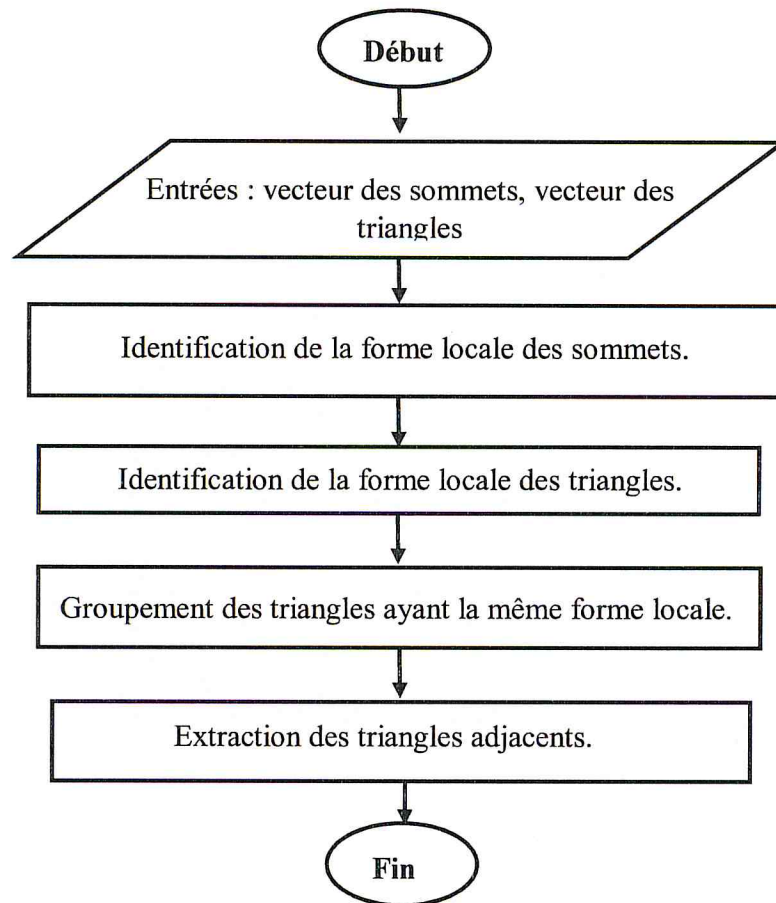 Début
Entrées : vecteur des sommets, vecteur des
triangles
Identification de la forme locale des sommets.
Identification de la forme locale des triangles.
Groupement des triangles ayant la même forme locale.
Extraction des triangles adjacents.
Fin